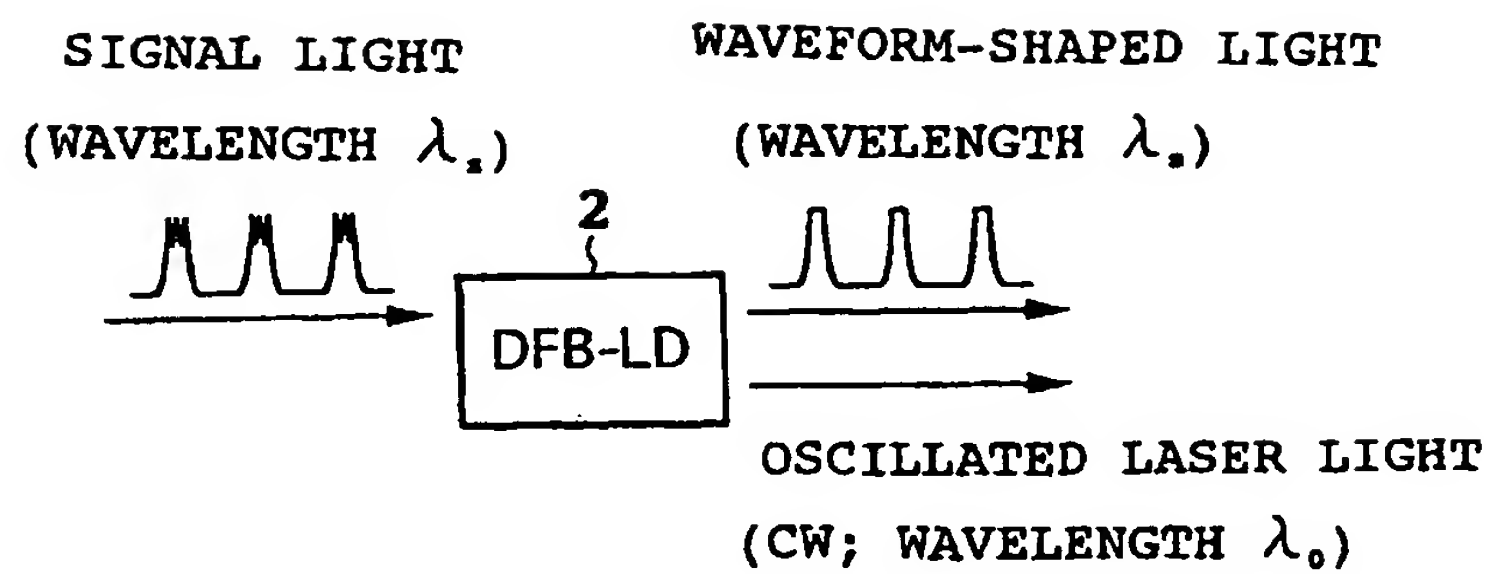 SIGNAL LIGHT
(WAVELENGTH λs)
WAVEFORM-SHAPED LIGHT
(WAVELENGTH λs)
2
DFB-LD
OSCILLATED LASER LIGHT
(CW; WAVELENGTH λ0)